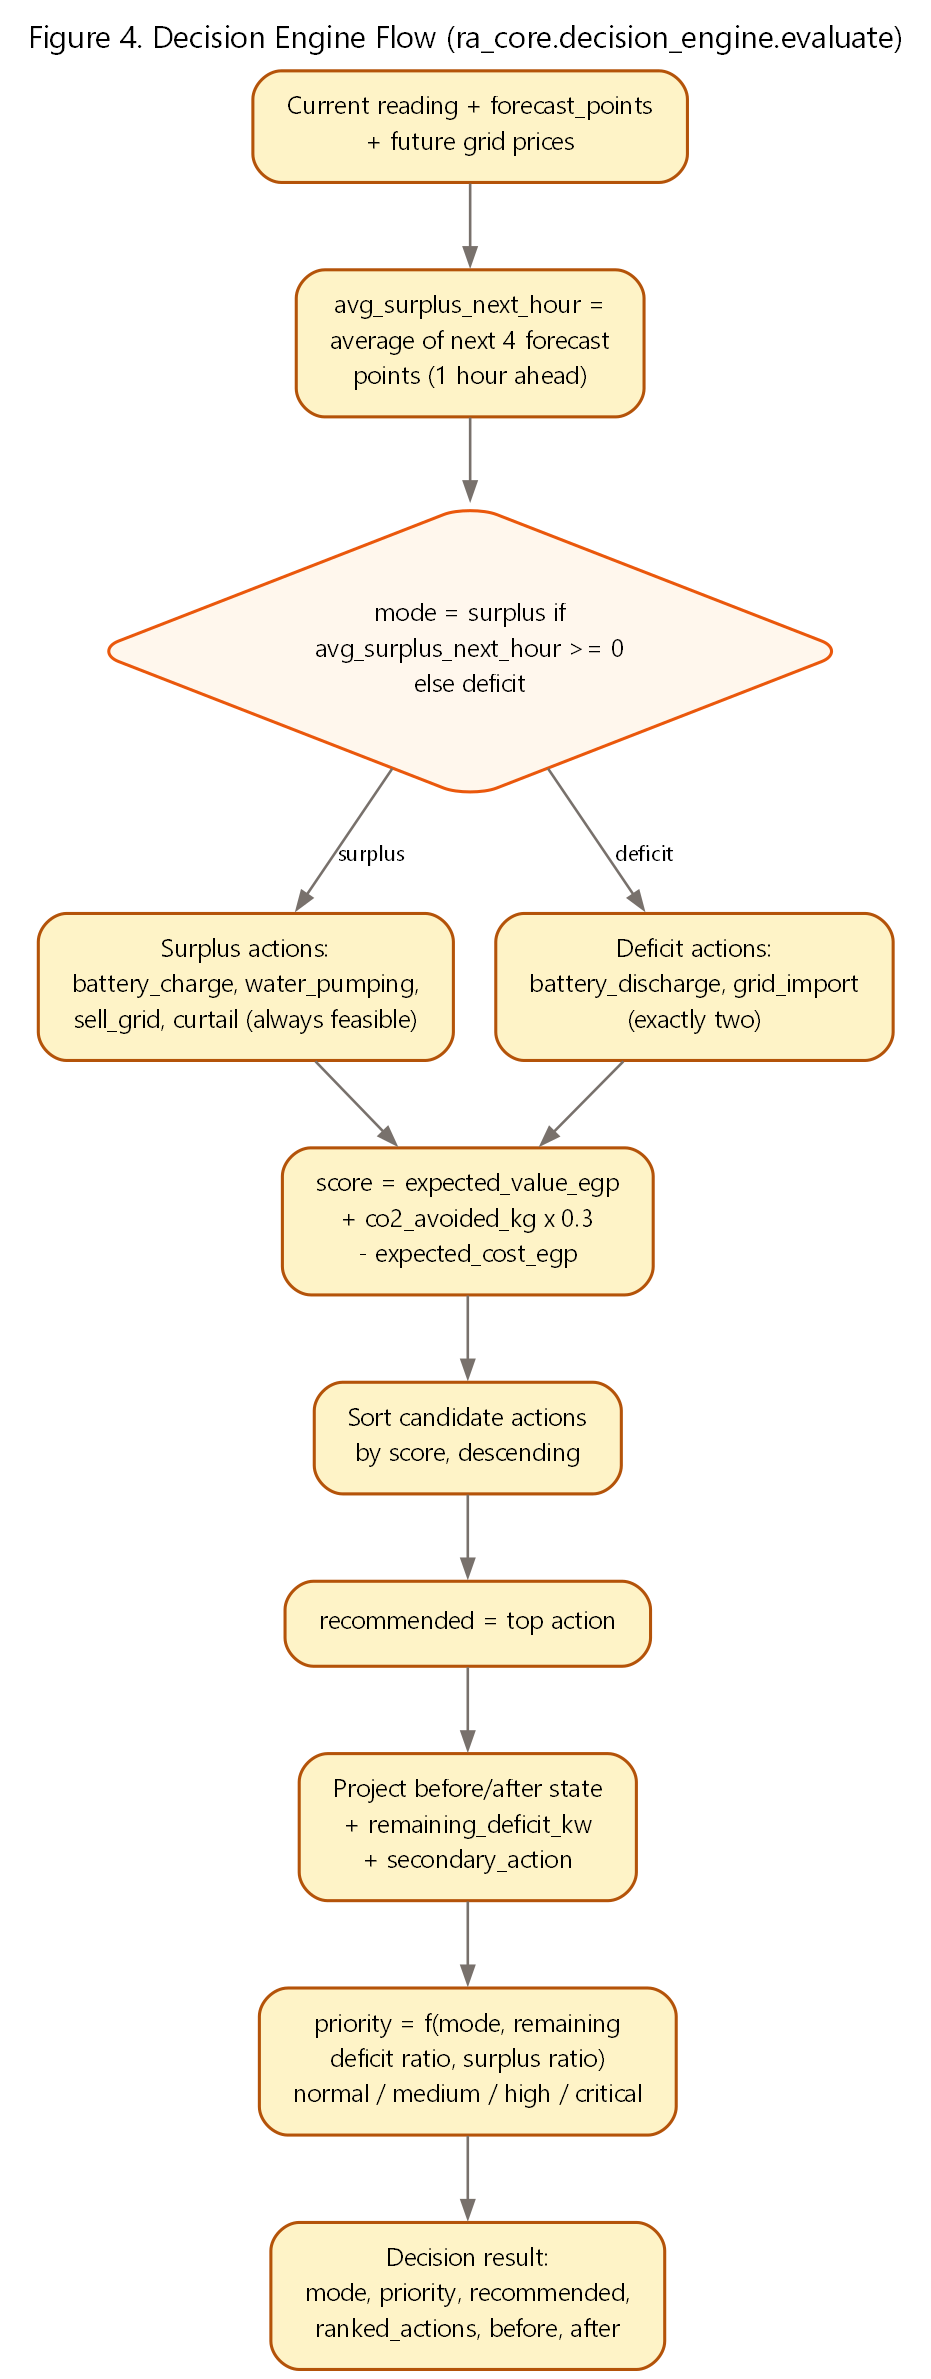 Figure 4. Decision Engine Flow (ra_core.decision_engine.evaluate)
Current reading + forecast_points
+ future grid prices
avg_surplus_next_hour =
average of next 4 forecast
points (1 hour ahead)
mode = surplus if
avg_surplus_next_hour >= 0
else deficit
surplus
deficit
Surplus actions:
battery_charge, water_pumping,
sell_grid, curtail (always feasible)
Deficit actions:
battery_discharge, grid_import
(exactly two)
score = expected_value_egp
+ co2_avoided_kg x 0.3
- expected_cost_egp
Sort candidate actions
by score, descending
recommended = top action
Project before/after state
+ remaining_deficit_kw
+ secondary_action
priority = f(mode, remaining
deficit ratio, surplus ratio)
normal / medium / high / critical
Decision result:
mode, priority, recommended,
ranked_actions, before, after